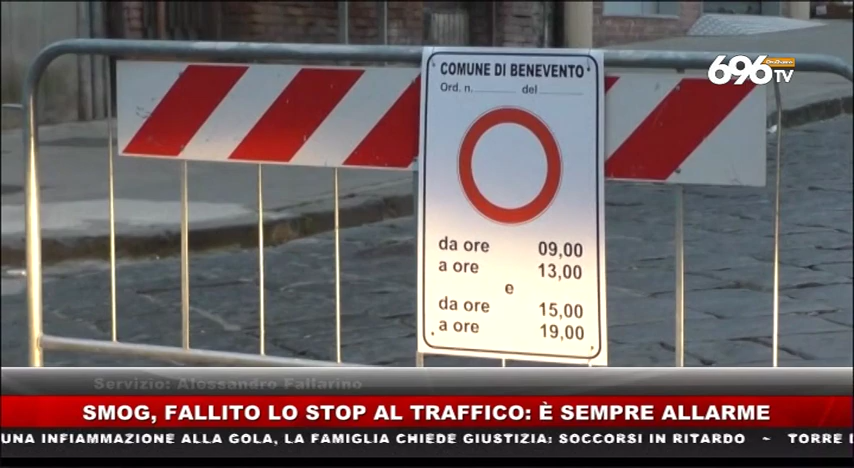 COMUNE DI BENEVENTO
Ord. n. ............ del ............
696
TV
da ore 09,00
a ore 13,00
e
da ore 15,00
a ore 19,00
Servizio: Alessandro Fallarino
SMOG, FALLITO LO STOP AL TRAFFICO: È SEMPRE ALLARME
UNA INFIAMMAZIONE ALLA GOLA, LA FAMIGLIA CHIEDE GIUSTIZIA: SOCCORSI IN RITARDO ~ TORRE